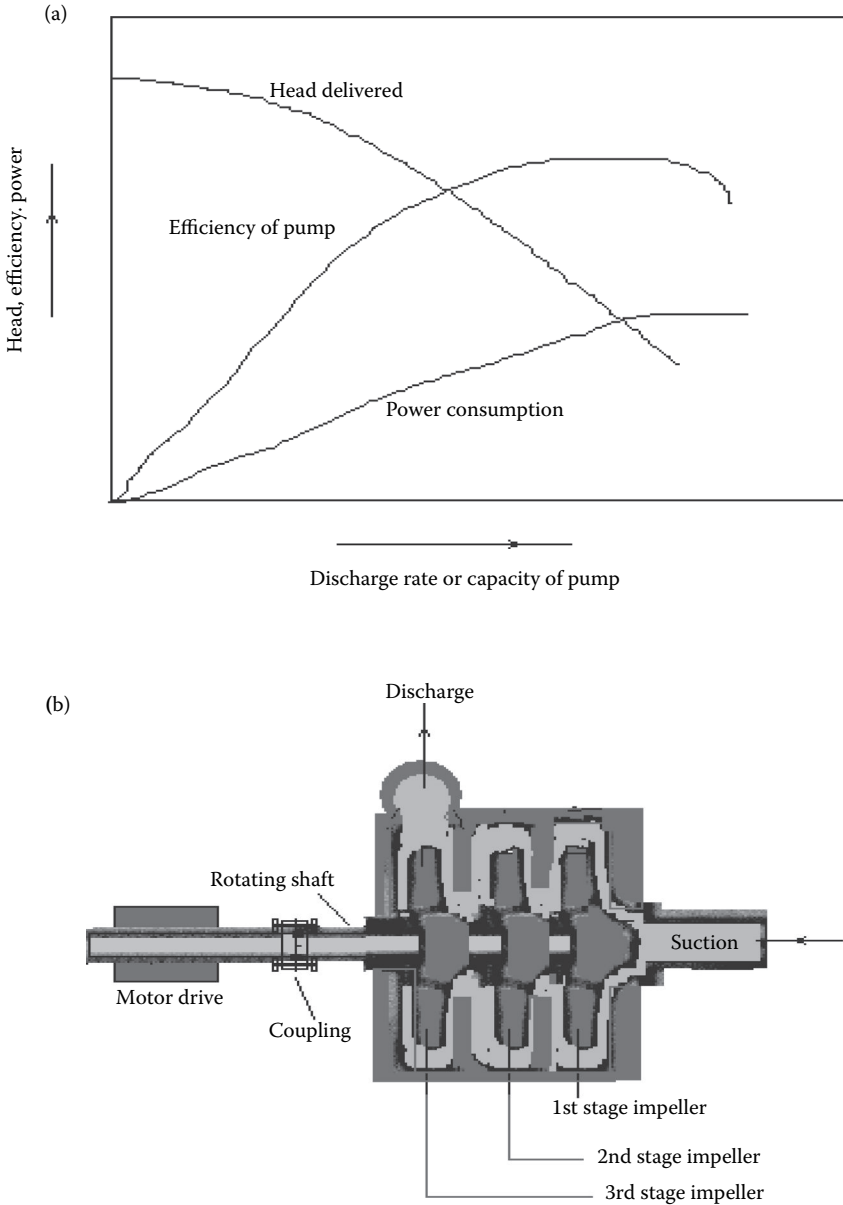 (a)
Head delivered
Efficiency of pump
Power consumption
Head, efficiency. power
Discharge rate or capacity of pump
(b)
Discharge
Rotating shaft
Suction
Motor drive
Coupling
1st stage impeller
2nd stage impeller
3rd stage impeller